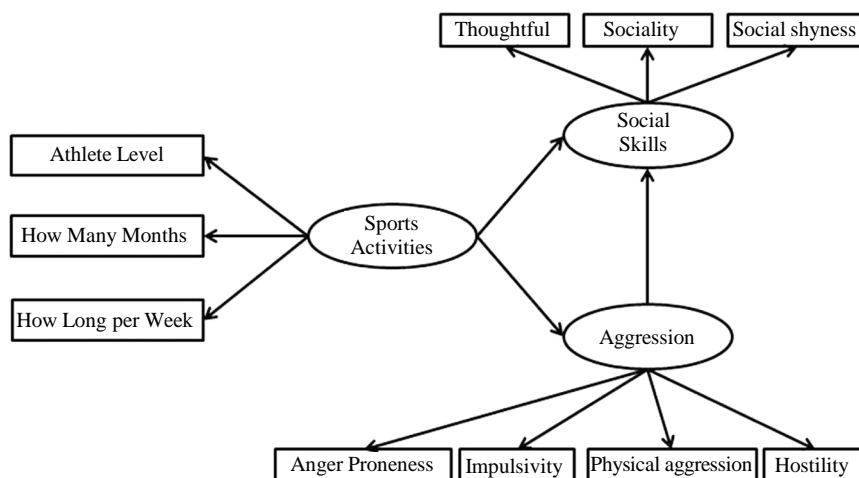 Thoughtful
Sociality
Social shyness
Social
Skills
Athlete Level
How Many Months
How Long per Week
Sports
Activities
Aggression
Anger Proneness
Impulsivity
Physical aggression
Hostility